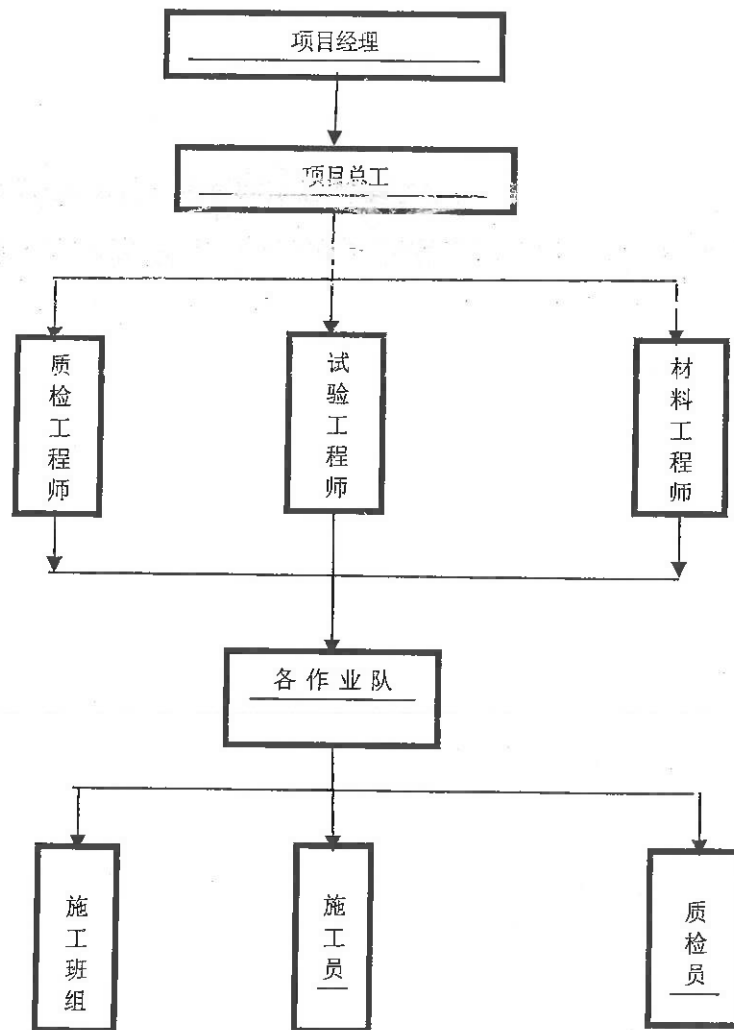 项目经理
项目总工
质检工程师
试验工程师
材料工程师
各作业队
施工班组
施工员
质检员